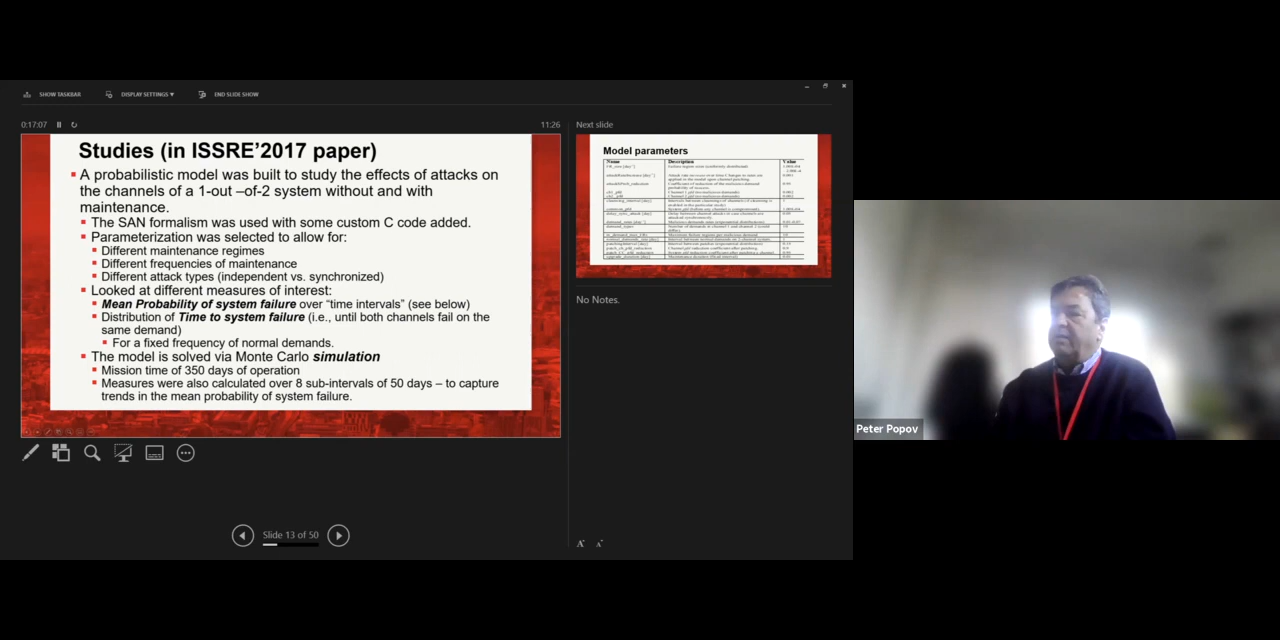 SHOW TASKBAR
DISPLAY SETTINGS ▼
END SLIDE SHOW
0:17:07
11:26
Studies (in ISSRE'2017 paper)
A probabilistic model was built to study the effects of attacks on
the channels of a 1-out –of-2 system without and with
maintenance.
The SAN formalism was used with some custom C code added.
Parameterization was selected to allow for:
Different maintenance regimes
Different frequencies of maintenance
Different attack types (independent vs. synchronized)
Looked at different measures of interest:
Mean Probability of system failure over "time intervals" (see below)
Distribution of Time to system failure (i.e., until both channels fail on the
same demand)
For a fixed frequency of normal demands.
The model is solved via Monte Carlo simulation
Mission time of 350 days of operation
Measures were also calculated over 8 sub-intervals of 50 days – to capture
trends in the mean probability of system failure.
Slide 13 of 50
Next slide
Model parameters
Name Description Value
No Notes.
Peter Popov